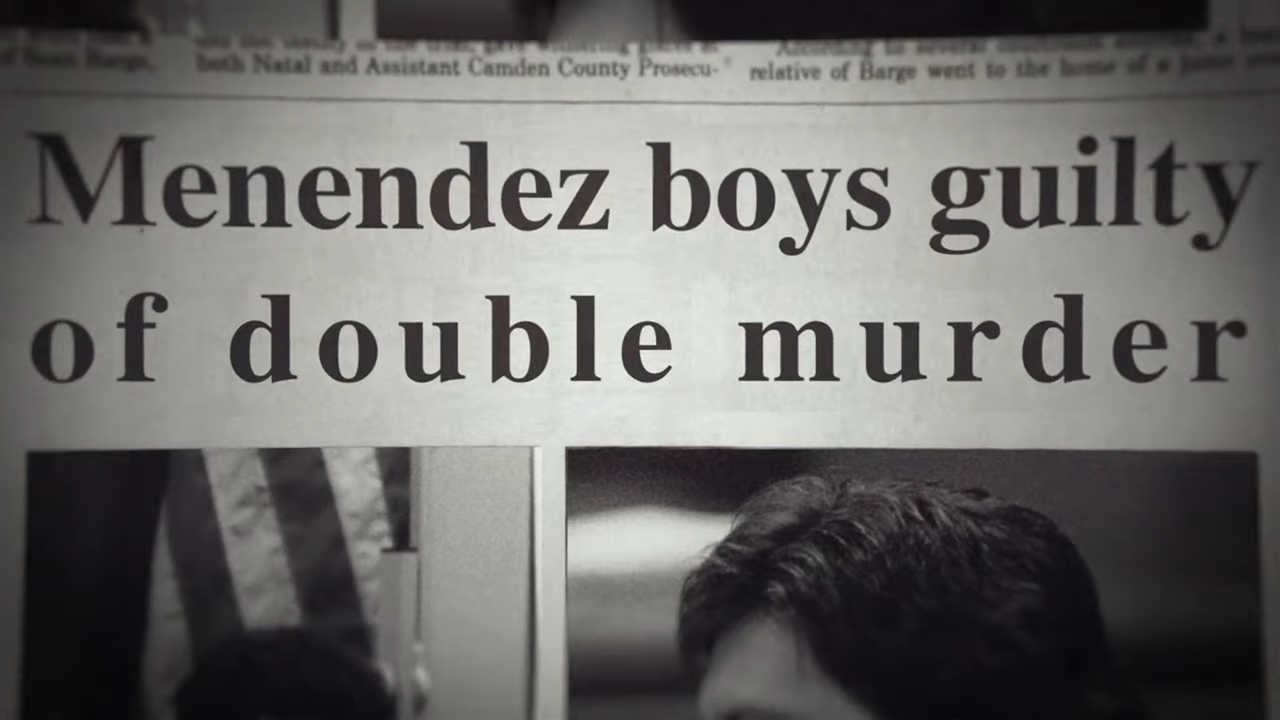 both Natal and Assistant Camden County Prosecu-
relative of Barge went to the home of a
Menendez boys guilty
of double murder